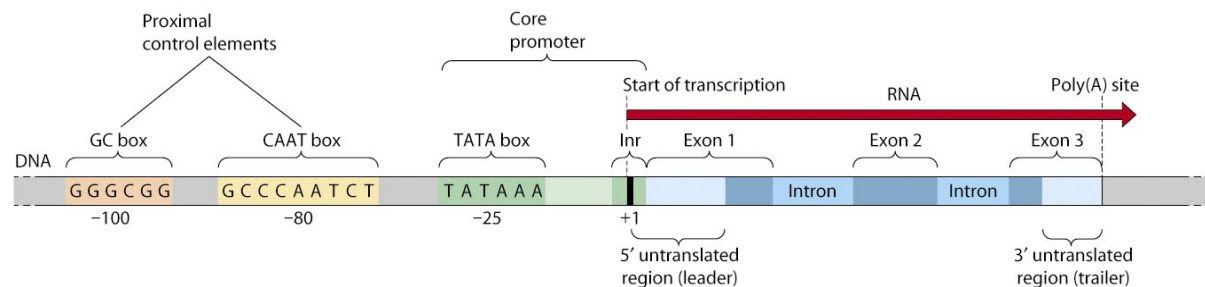 Proximal
control elements
Core
promoter
Start of transcription
Poly(A) site
RNA
GC box
CAAT box
TATA box
Inr
Exon 1
Exon 2
Exon 3
DNA
G G G C G G
G C C C A A T C T
T A T A A A
Intron
Intron
−100
−80
−25
+1
5′ untranslated
region (leader)
3′ untranslated
region (trailer)